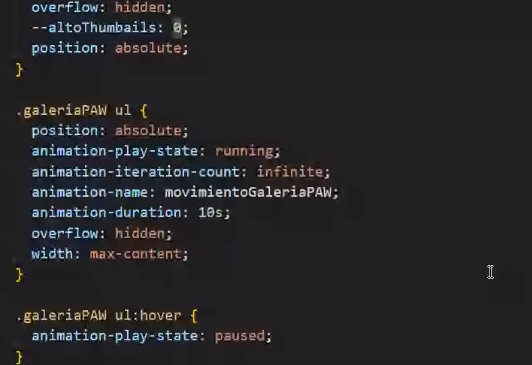 overflow: hidden;
--altoThumbails: 0;
position: absolute;
}
.galeriaPAW ul {
position: absolute;
animation-play-state: running;
animation-iteration-count: infinite;
animation-name: movimientoGaleriaPAW;
animation-duration: 10s;
overflow: hidden;
width: max-content;
}
.galeriaPAW ul:hover {
animation-play-state: paused;
}